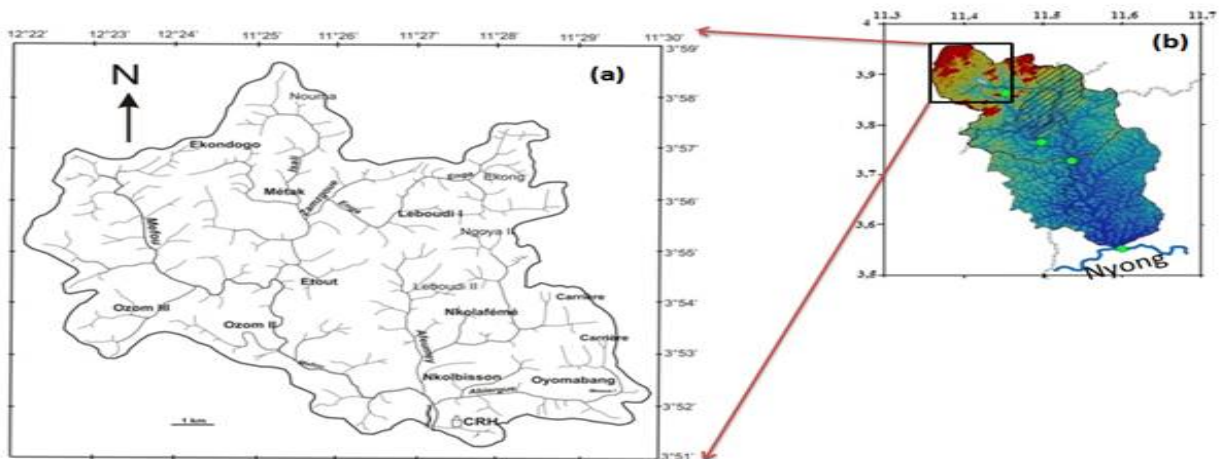 12°22' 12°23' 12°24' 11°25' 11°26' 11°27' 11°28' 11°29' 11°30'
3°59'
N
(a)
Nouma
3°58'
Ekondogo
3°57'
Enga
Ekong
Métak
Enga
Leboudi I
3°56'
Mefou
Ngoya II
3°55'
Etout
Leboudi II
Ozom III
Ozom II
Nkolafémé
Carrière
Carrière
3°53'
Afeumev
Nkolbisson
Oyomabang
Abiergue
1 km
CRH
3°52'
3°51'
11,3 11,4 11,5 11,6 11,7
(b)
4
3,9
3,8
3,7
3,6
Nyong